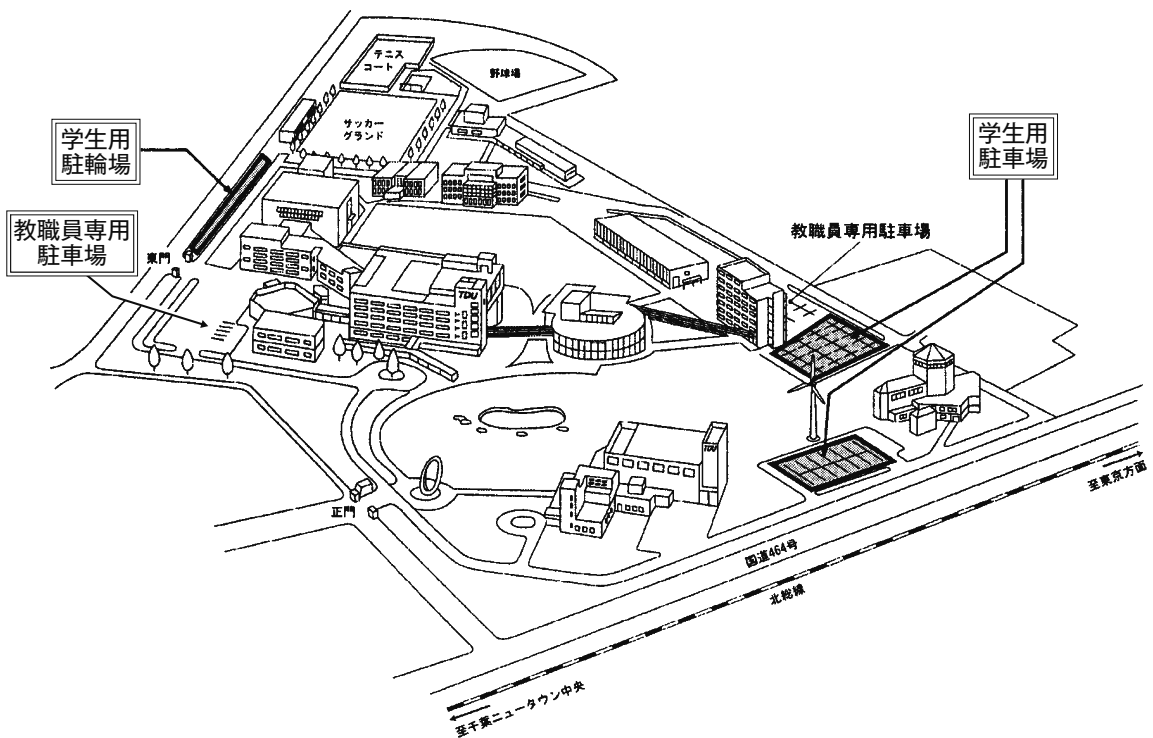 テニス
コート
野球場
サッカー
グランド
学生用
駐輪場
学生用
駐車場
教職員専用
駐車場
教職員専用駐車場
東門
TDU
TDU
正門
国道464号
北総線
至東京方面
至千葉ニュータウン中央